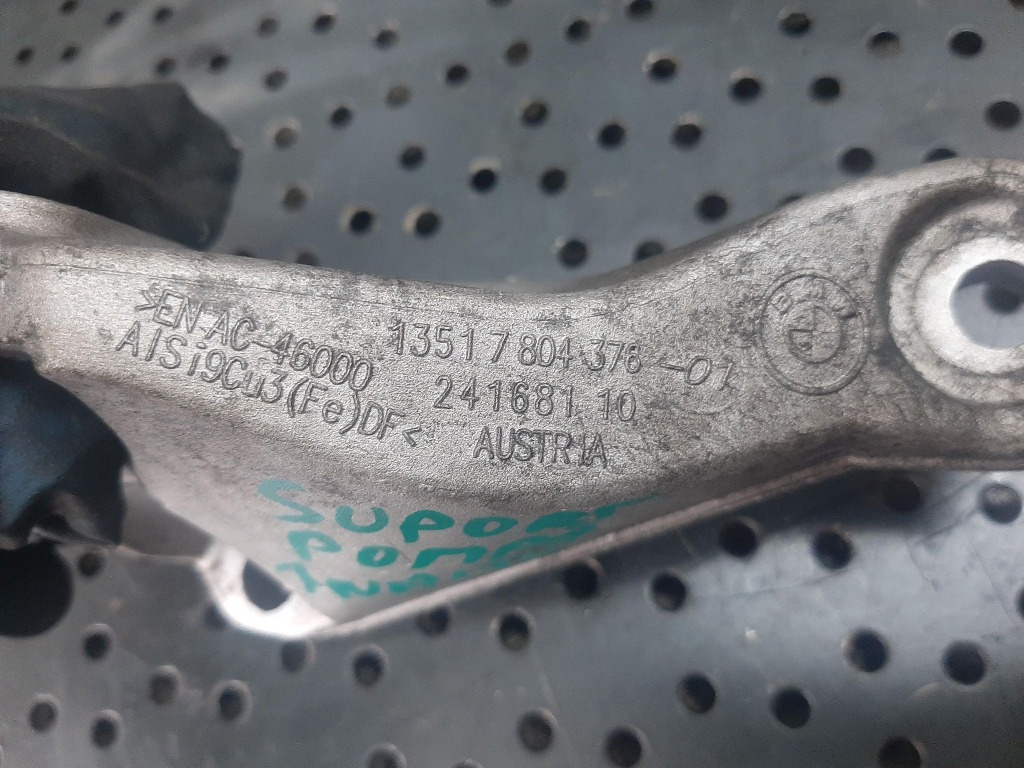 >EN AC-46000
AlSi9Cu3(Fe)DF<
13517 804 376 -01
241681.10
AUSTRIA
BMW